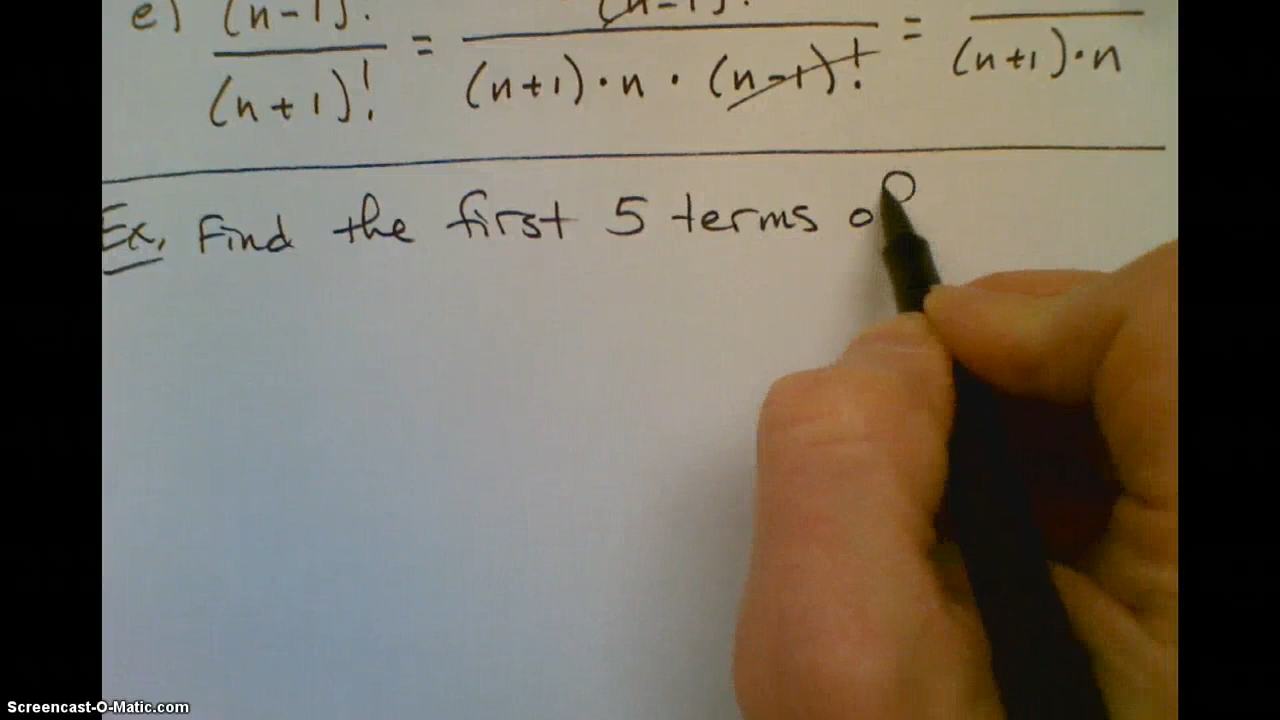 e) (n-1)! / (n+1)! = (n-1)! / (n+1)·n·(n-1)! = / (n+1)·n
Ex. Find the first 5 terms of
Screencast-O-Matic.com